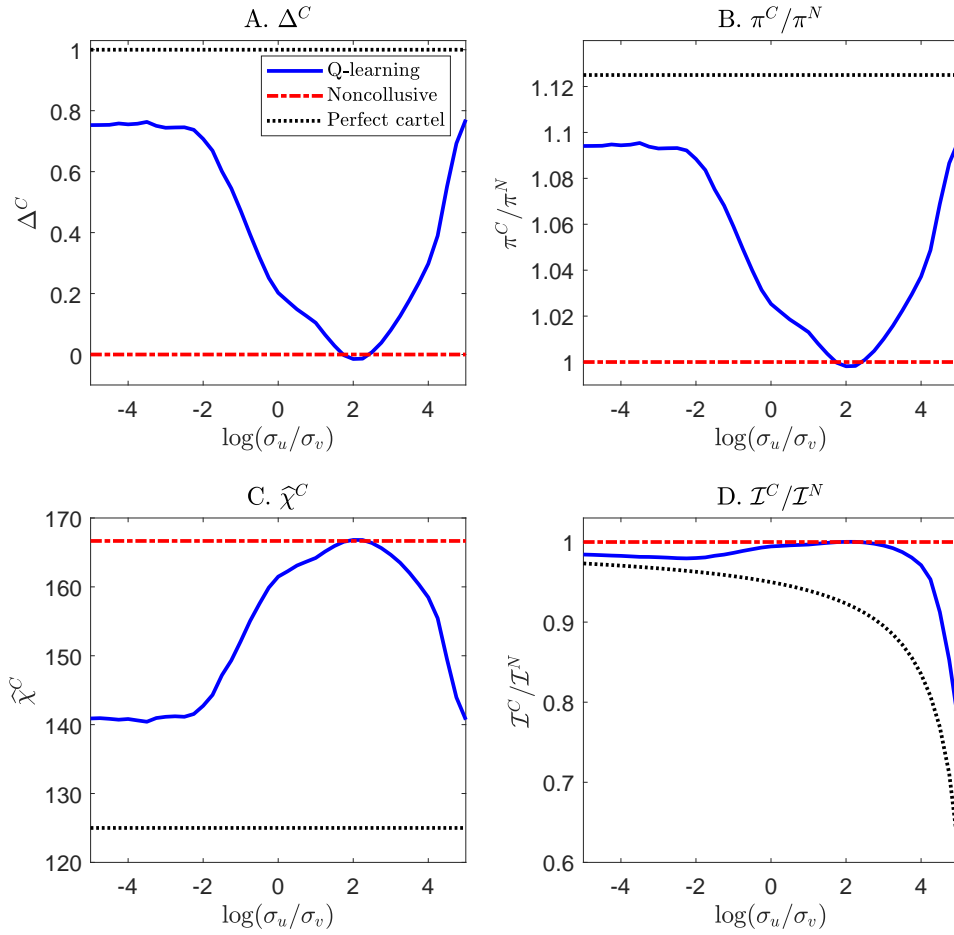 A. Δ^C
1
0.8
0.6
0.4
0.2
0
Δ^C
Q-learning
Noncollusive
Perfect cartel
-4 -2 0 2 4
log(σ_u/σ_v)
B. π^C/π^N
1.12
1.1
1.08
1.06
1.04
1.02
1
π^C/π^N
-4 -2 0 2 4
log(σ_u/σ_v)
C. χ̂^C
170
160
150
140
130
120
χ̂^C
-4 -2 0 2 4
log(σ_u/σ_v)
D. ℐ^C/ℐ^N
1
0.9
0.8
0.7
0.6
ℐ^C/ℐ^N
-4 -2 0 2 4
log(σ_u/σ_v)